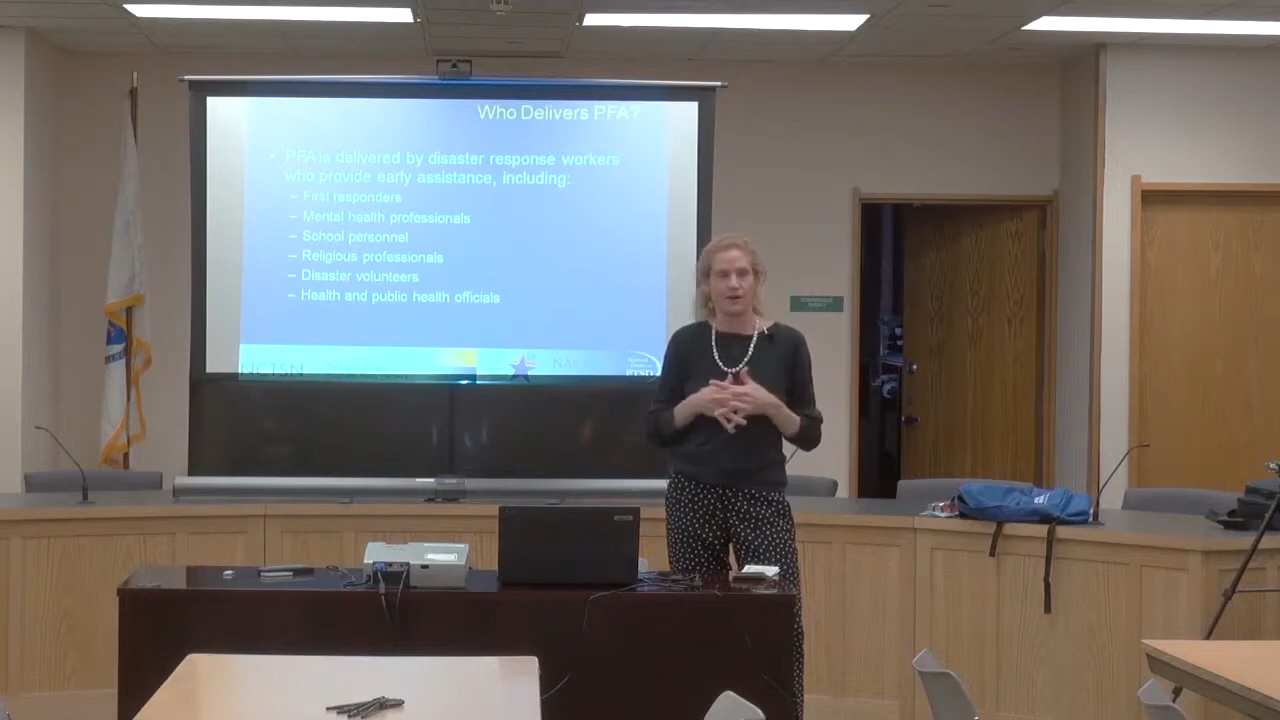 Who Delivers PFA?
• PFA is delivered by disaster response workers
who provide early assistance, including:
– First responders
– Mental health professionals
– School personnel
– Religious professionals
– Disaster volunteers
– Health and public health officials
NCTSN
PTSD